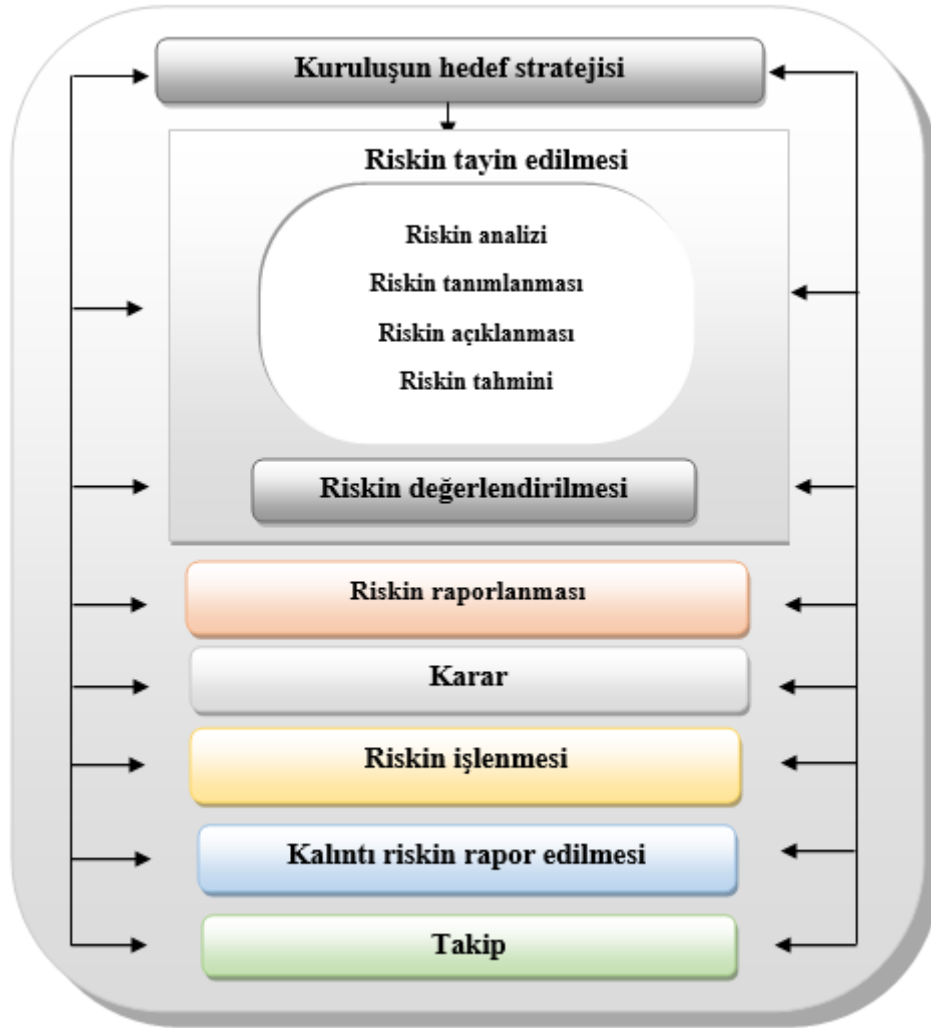 Kuruluşun hedef stratejisi
Riskin tayin edilmesi
Riskin analizi
Riskin tanımlanması
Riskin açıklanması
Riskin tahmini
Riskin değerlendirilmesi
Riskin raporlanması
Karar
Riskin işlenmesi
Kalıntı riskin rapor edilmesi
Takip